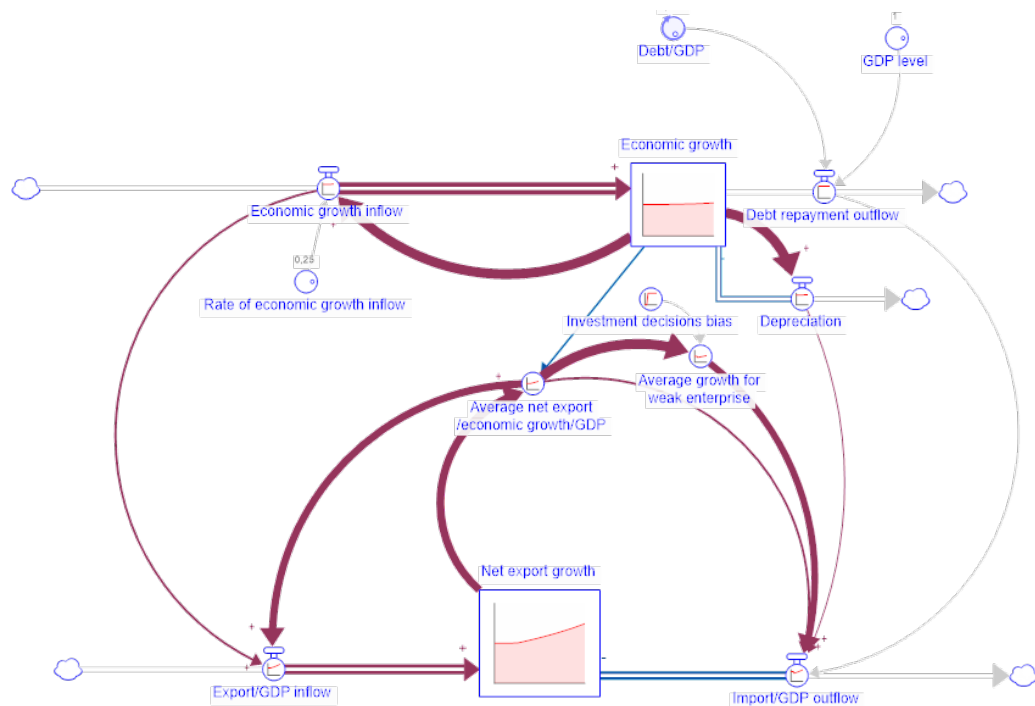 1
Debt/GDP
GDP level
Economic growth
+
Economic growth inflow
Debt repayment outflow
+
+
-
0,25
Rate of economic growth inflow
Investment decisions bias
Depreciation
+
Average growth for
weak enterprise
Average net export
/economic growth/GDP
Net export growth
+
+
+
+
+
-
Export/GDP inflow
Import/GDP outflow